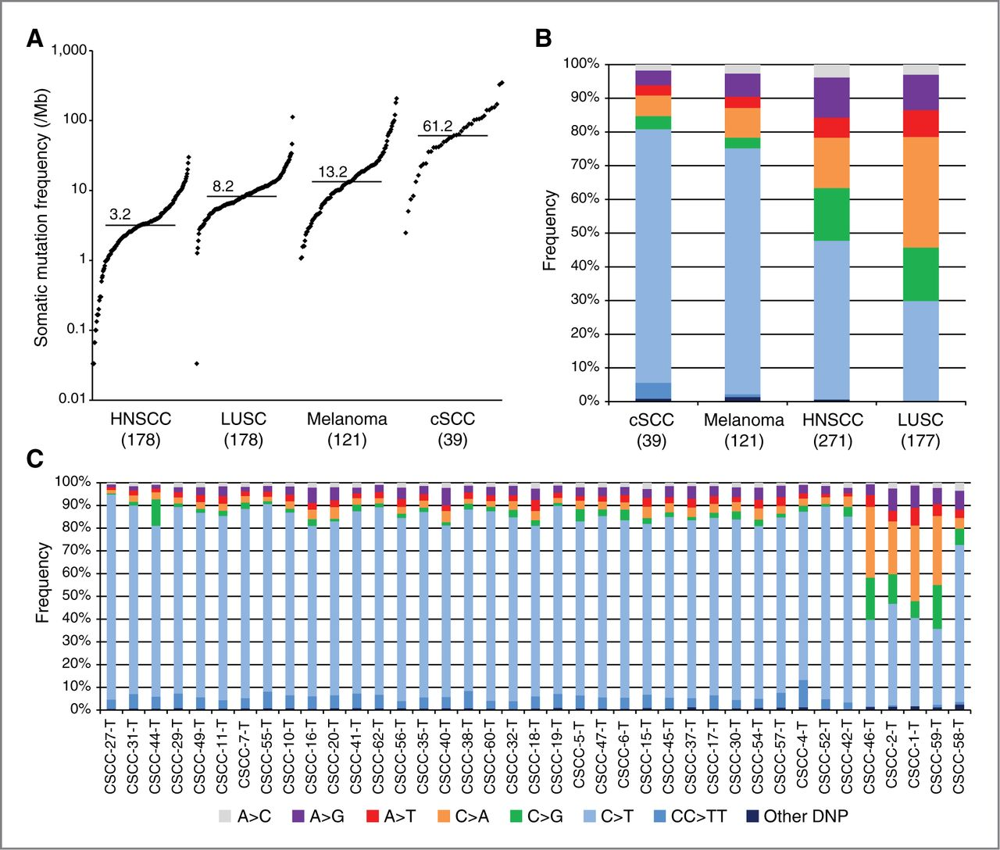 A
Somatic mutation frequency (/Mb)
1,000
100
10
1
0.1
0.01
3.2
8.2
13.2
61.2
HNSCC
(178)
LUSC
(178)
Melanoma
(121)
cSCC
(39)
B
Frequency
100%
90%
80%
70%
60%
50%
40%
30%
20%
10%
0%
cSCC
(39)
Melanoma
(121)
HNSCC
(271)
LUSC
(177)
C
Frequency
100%
90%
80%
70%
60%
50%
40%
30%
20%
10%
0%
CSCC-27-T
CSCC-31-T
CSCC-44-T
CSCC-29-T
CSCC-49-T
CSCC-11-T
CSCC-7-T
CSCC-55-T
CSCC-10-T
CSCC-16-T
CSCC-20-T
CSCC-41-T
CSCC-62-T
CSCC-56-T
CSCC-35-T
CSCC-40-T
CSCC-38-T
CSCC-60-T
CSCC-32-T
CSCC-18-T
CSCC-19-T
CSCC-5-T
CSCC-47-T
CSCC-6-T
CSCC-15-T
CSCC-45-T
CSCC-37-T
CSCC-17-T
CSCC-30-T
CSCC-54-T
CSCC-57-T
CSCC-4-T
CSCC-52-T
CSCC-42-T
CSCC-46-T
CSCC-2-T
CSCC-1-T
CSCC-59-T
CSCC-58-T
A>C A>G A>T C>A C>G C>T CC>TT Other DNP